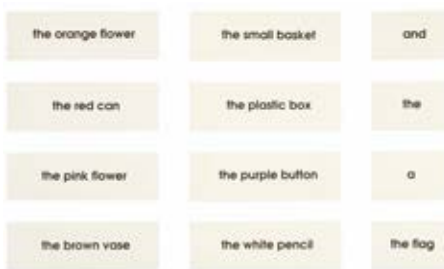 the orange flower the small basket and
the red can the plastic box the
the pink flower the purple button a
the brown vase the white pencil the flag